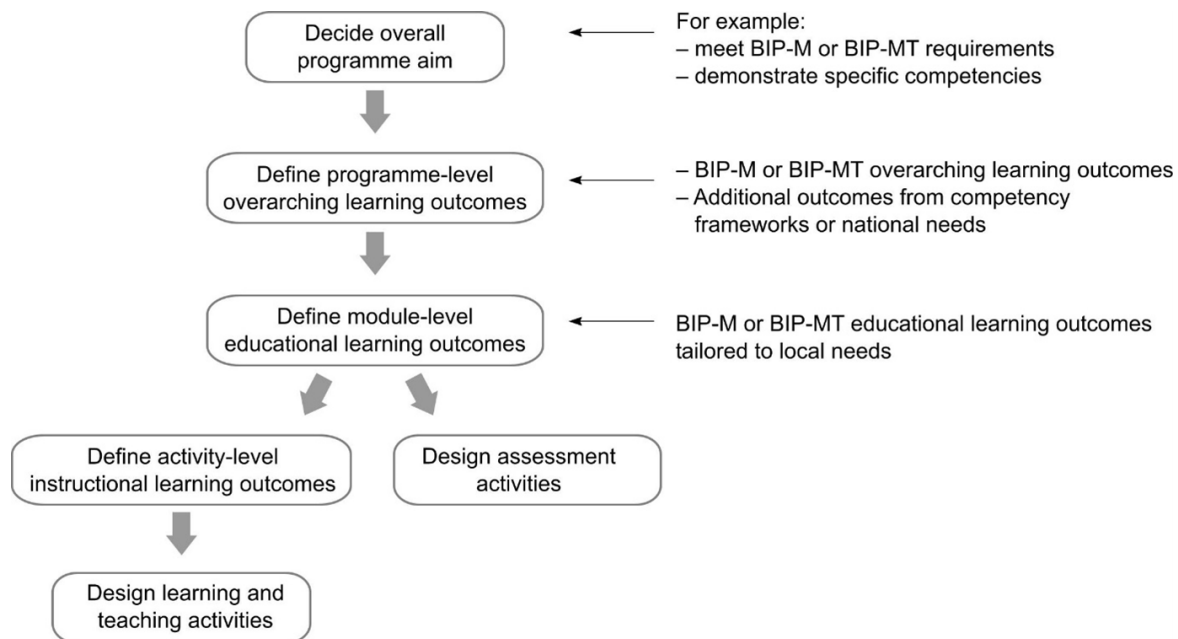 Decide overall
programme aim
For example:
– meet BIP-M or BIP-MT requirements
– demonstrate specific competencies
Define programme-level
overarching learning outcomes
– BIP-M or BIP-MT overarching learning outcomes
– Additional outcomes from competency
frameworks or national needs
Define module-level
educational learning outcomes
BIP-M or BIP-MT educational learning outcomes
tailored to local needs
Define activity-level
instructional learning outcomes
Design assessment
activities
Design learning and
teaching activities